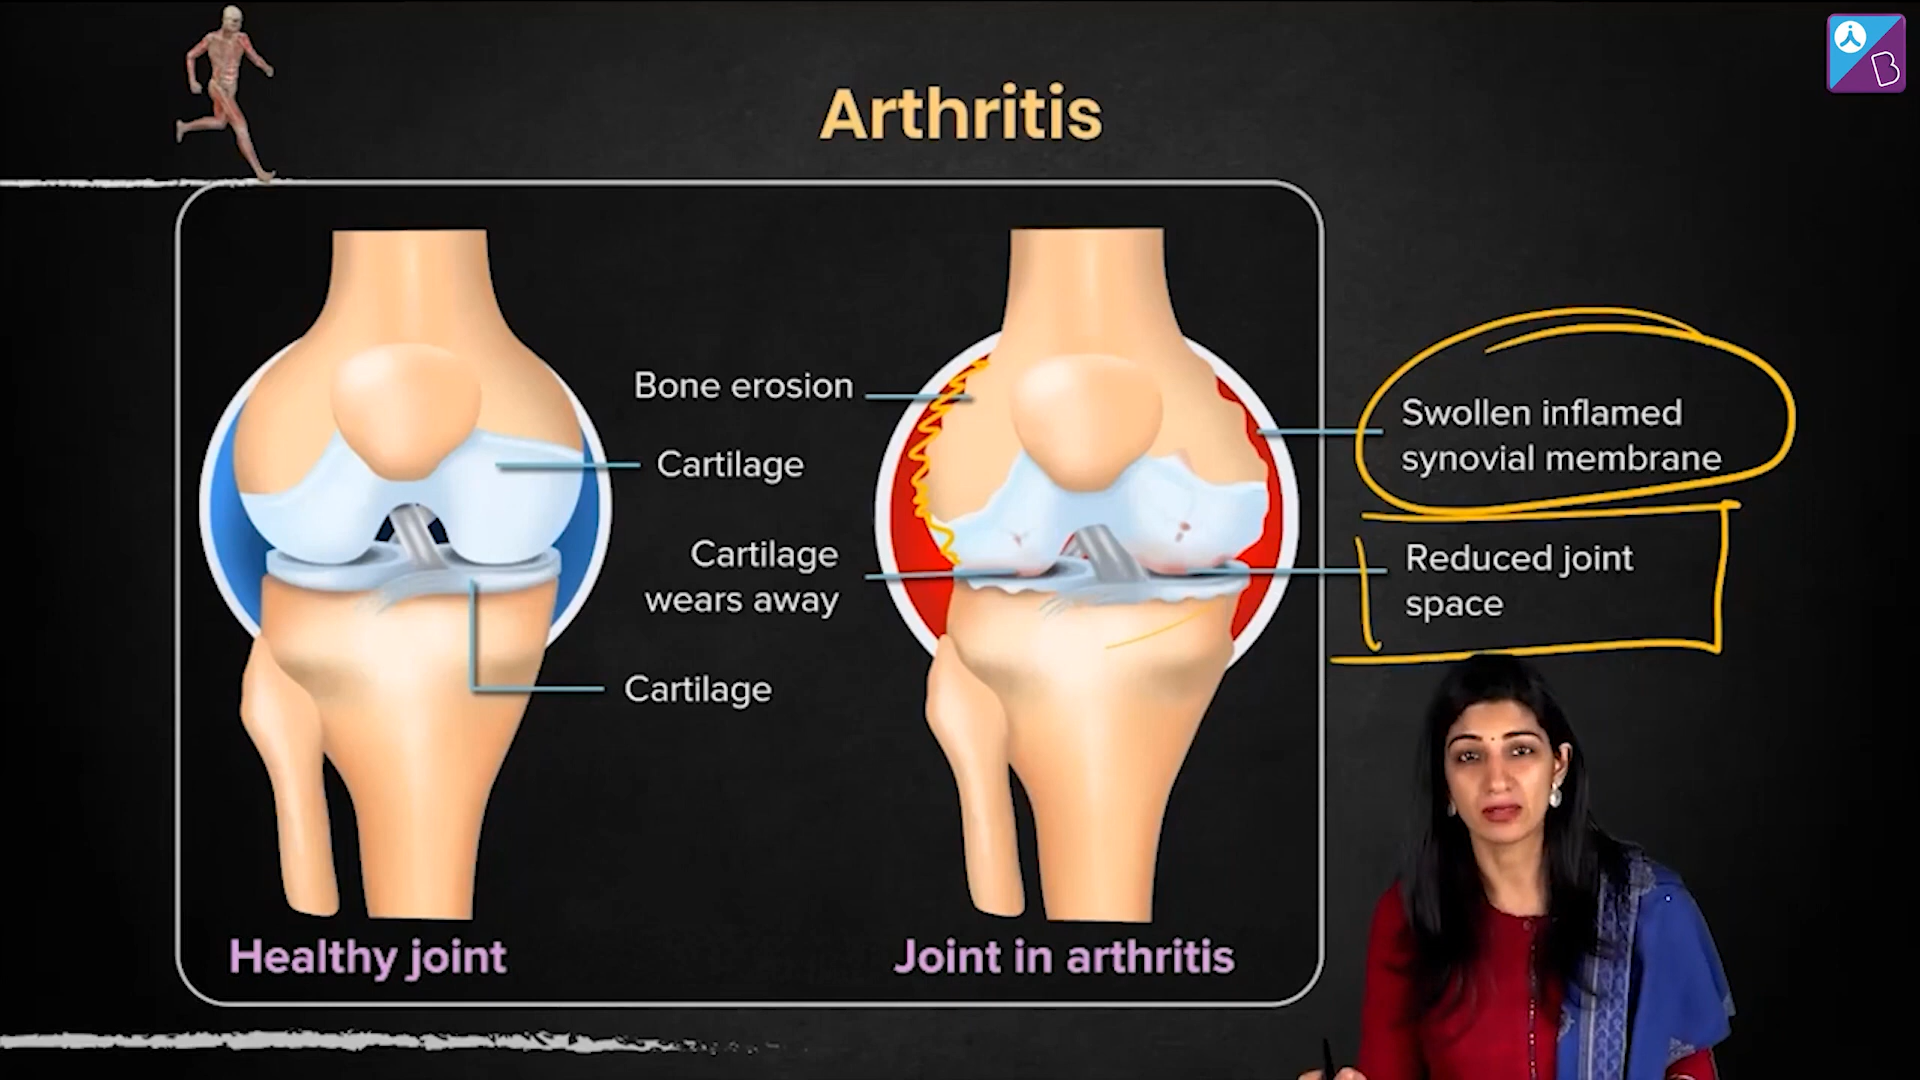 Arthritis
Bone erosion
Cartilage
Cartilage
wears away
Cartilage
Swollen inflamed
synovial membrane
Reduced joint
space
Healthy joint
Joint in arthritis
B